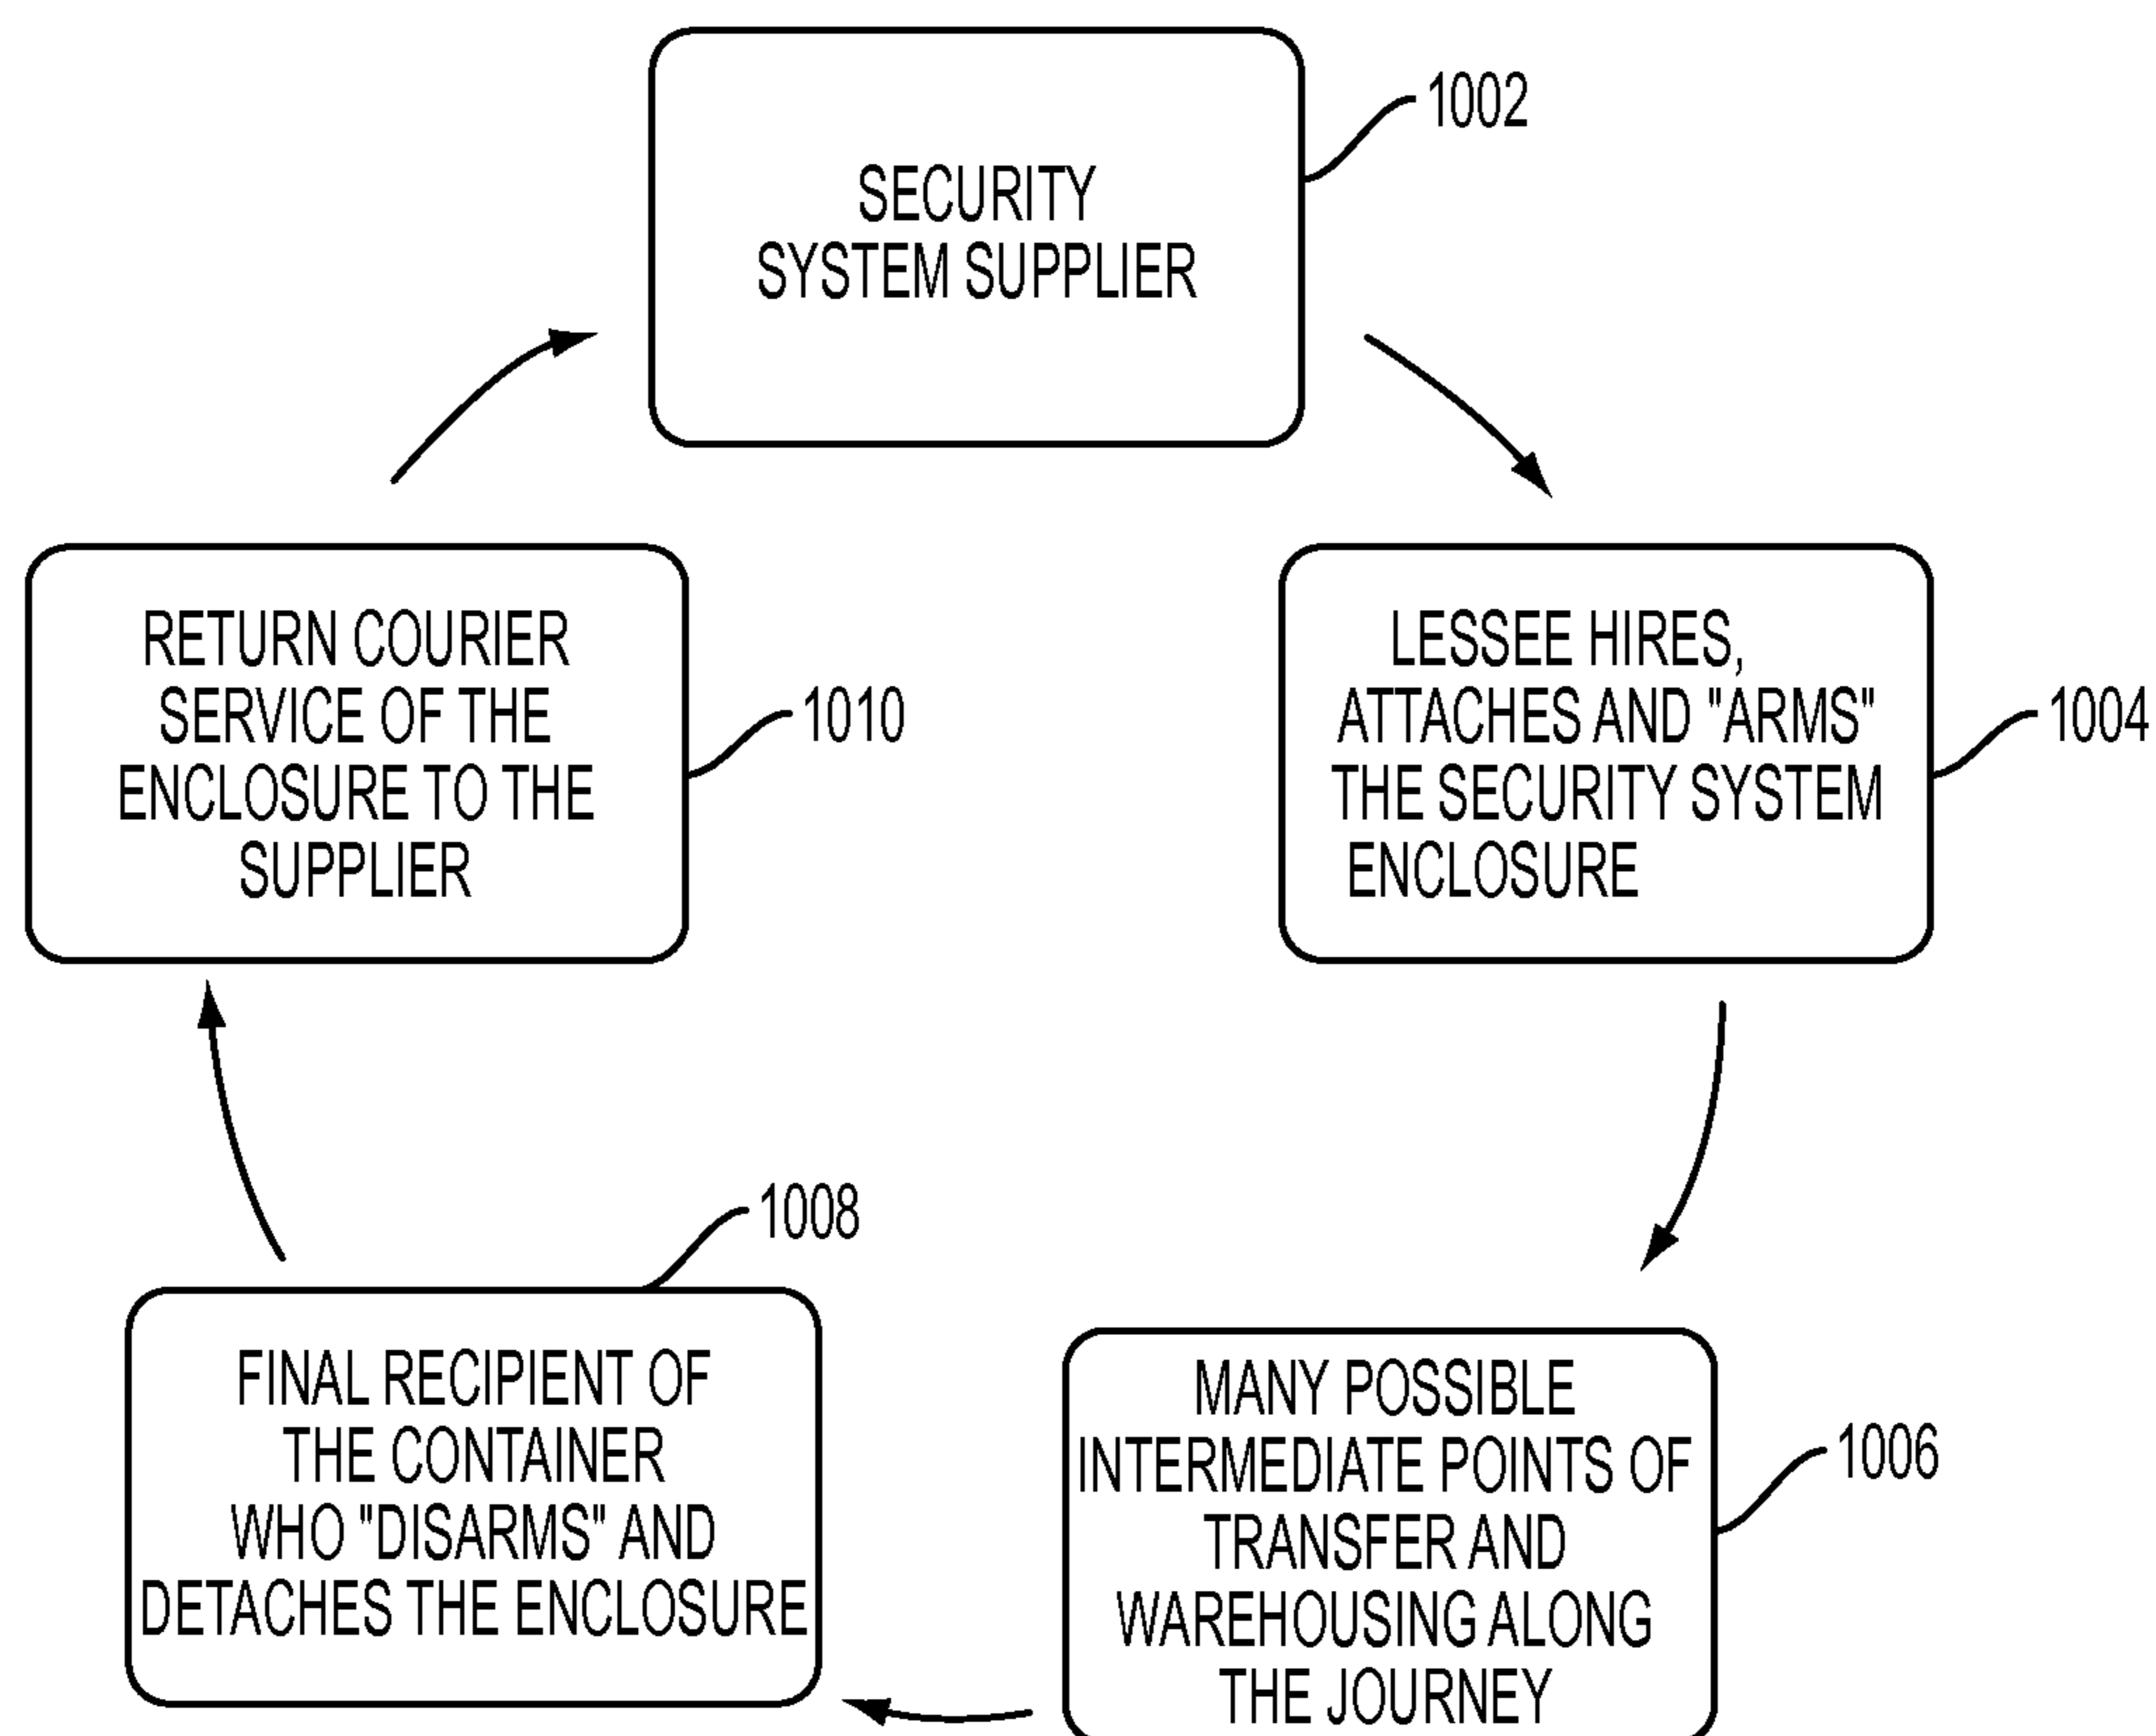 SECURITY
SYSTEM SUPPLIER
1002
LESSEE HIRES,
ATTACHES AND "ARMS"
THE SECURITY SYSTEM
ENCLOSURE
1004
MANY POSSIBLE
INTERMEDIATE POINTS OF
TRANSFER AND
WAREHOUSING ALONG
THE JOURNEY
1006
FINAL RECIPIENT OF
THE CONTAINER
WHO "DISARMS" AND
DETACHES THE ENCLOSURE
1008
RETURN COURIER
SERVICE OF THE
ENCLOSURE TO THE
SUPPLIER
1010